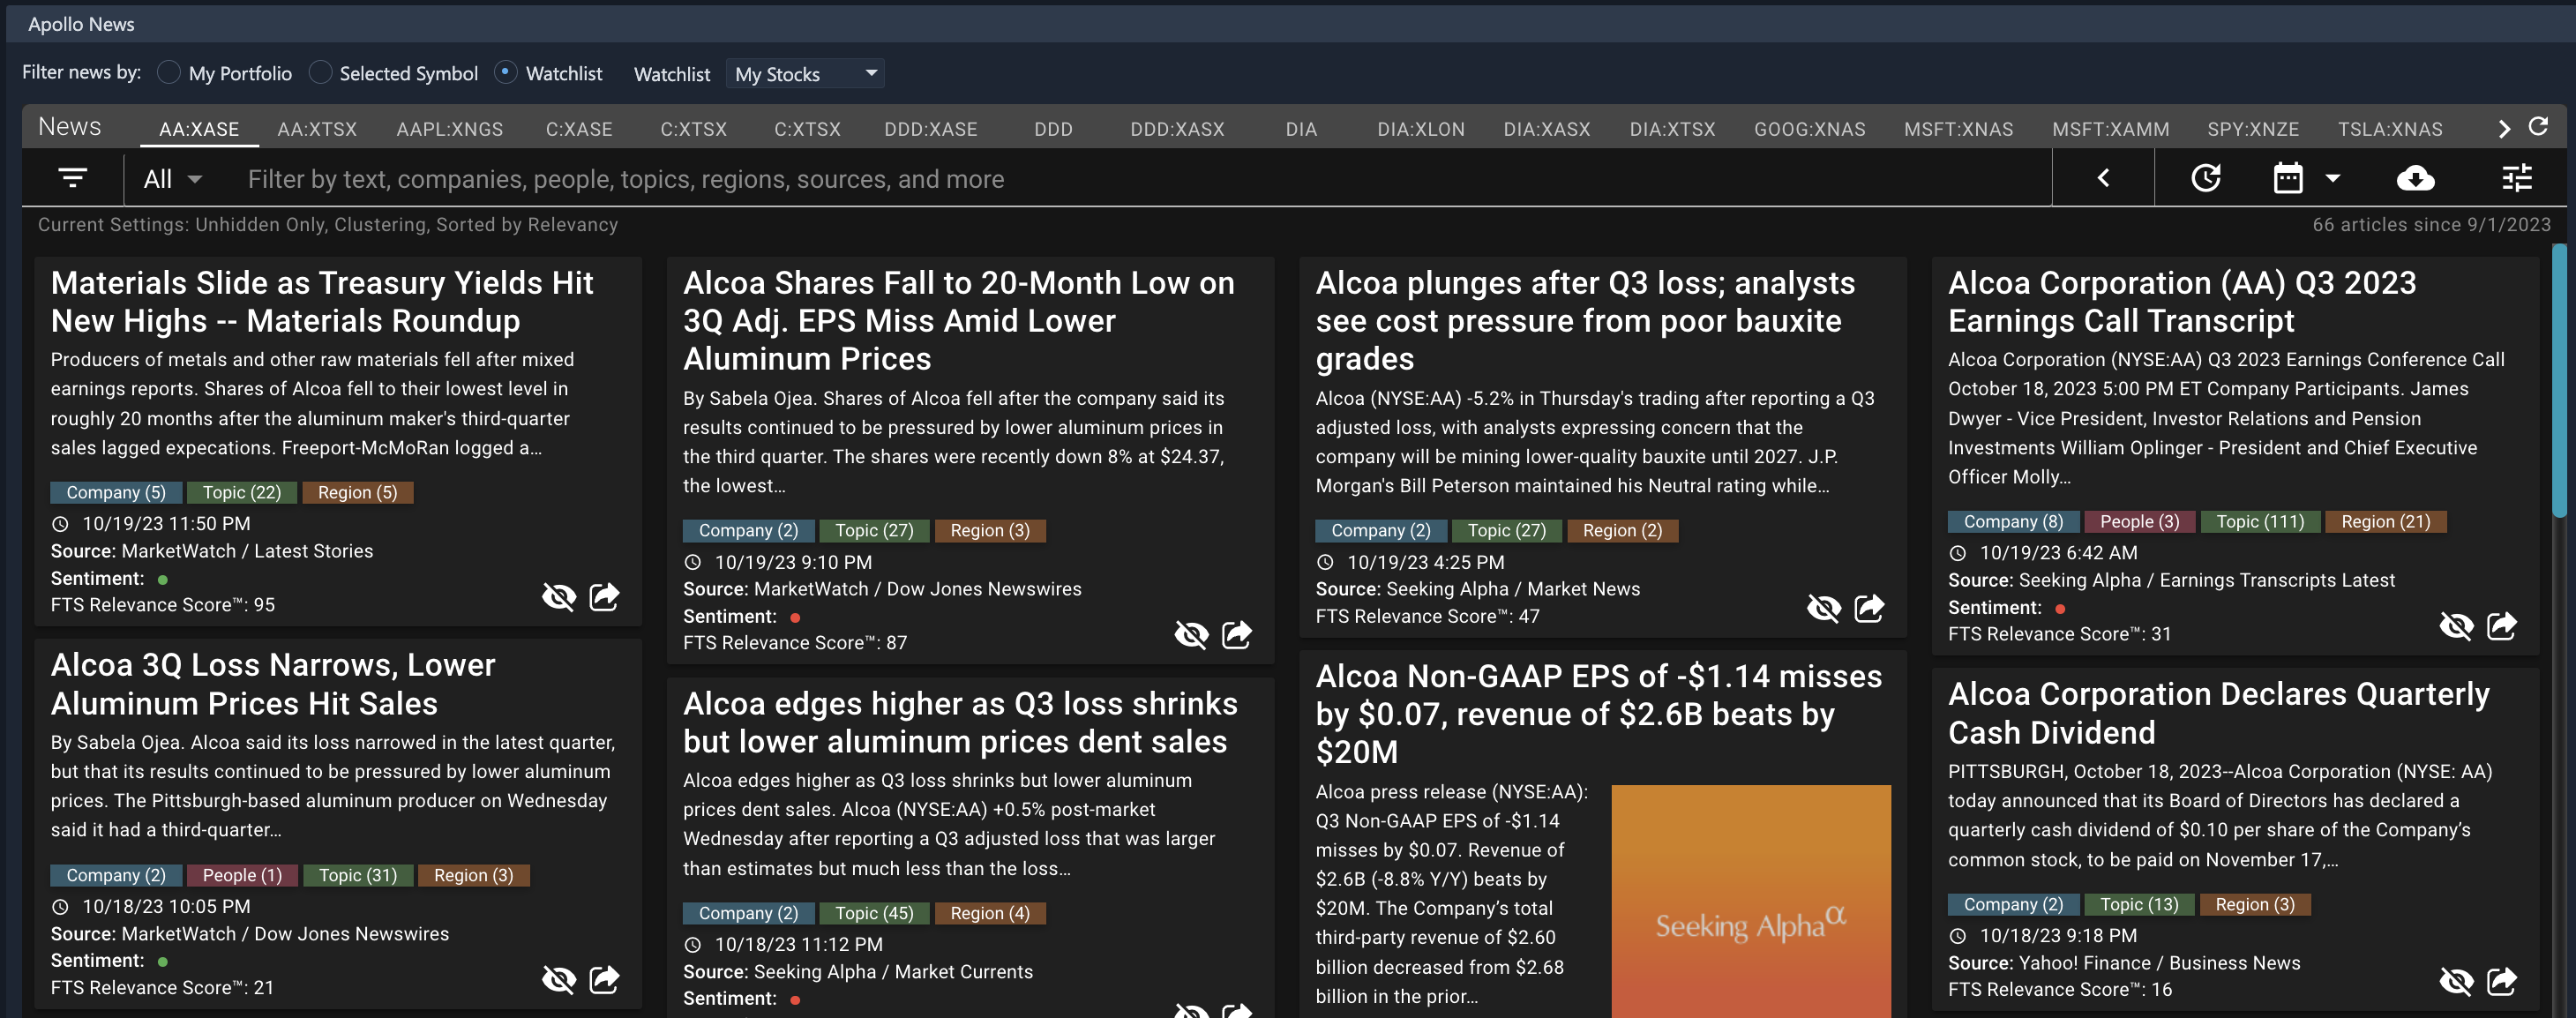 Apollo News
Filter news by: My Portfolio Selected Symbol Watchlist Watchlist My Stocks
News AA:XASE AA:XTSX AAPL:XNGS C:XASE C:XTSX C:XTSX DDD:XASE DDD DDD:XASX DIA DIA:XLON DIA:XASX DIA:XTSX GOOG:XNAS MSFT:XNAS MSFT:XAMM SPY:XNZE TSLA:XNAS
All Filter by text, companies, people, topics, regions, sources, and more
Current Settings: Unhidden Only, Clustering, Sorted by Relevancy
66 articles since 9/1/2023
Materials Slide as Treasury Yields Hit
New Highs -- Materials Roundup
Producers of metals and other raw materials fell after mixed
earnings reports. Shares of Alcoa fell to their lowest level in
roughly 20 months after the aluminum maker's third-quarter
sales lagged expecations. Freeport-McMoRan logged a...
Company (5) Topic (22) Region (5)
10/19/23 11:50 PM
Source: MarketWatch / Latest Stories
Sentiment:
FTS Relevance Score™: 95
Alcoa 3Q Loss Narrows, Lower
Aluminum Prices Hit Sales
By Sabela Ojea. Alcoa said its loss narrowed in the latest quarter,
but that its results continued to be pressured by lower aluminum
prices. The Pittsburgh-based aluminum producer on Wednesday
said it had a third-quarter...
Company (2) People (1) Topic (31) Region (3)
10/18/23 10:05 PM
Source: MarketWatch / Dow Jones Newswires
Sentiment:
FTS Relevance Score™: 21
Alcoa Shares Fall to 20-Month Low on
3Q Adj. EPS Miss Amid Lower
Aluminum Prices
By Sabela Ojea. Shares of Alcoa fell after the company said its
results continued to be pressured by lower aluminum prices in
the third quarter. The shares were recently down 8% at $24.37,
the lowest...
Company (2) Topic (27) Region (3)
10/19/23 9:10 PM
Source: MarketWatch / Dow Jones Newswires
Sentiment:
FTS Relevance Score™: 87
Alcoa edges higher as Q3 loss shrinks
but lower aluminum prices dent sales
Alcoa edges higher as Q3 loss shrinks but lower aluminum
prices dent sales. Alcoa (NYSE:AA) +0.5% post-market
Wednesday after reporting a Q3 adjusted loss that was larger
than estimates but much less than the loss...
Company (2) Topic (45) Region (4)
10/18/23 11:12 PM
Source: Seeking Alpha / Market Currents
Sentiment:
Alcoa plunges after Q3 loss; analysts
see cost pressure from poor bauxite
grades
Alcoa (NYSE:AA) -5.2% in Thursday's trading after reporting a Q3
adjusted loss, with analysts expressing concern that the
company will be mining lower-quality bauxite until 2027. J.P.
Morgan's Bill Peterson maintained his Neutral rating while...
Company (2) Topic (27) Region (2)
10/19/23 4:25 PM
Source: Seeking Alpha / Market News
FTS Relevance Score™: 47
Alcoa Non-GAAP EPS of -$1.14 misses
by $0.07, revenue of $2.6B beats by
$20M
Alcoa press release (NYSE:AA):
Q3 Non-GAAP EPS of -$1.14
misses by $0.07. Revenue of
$2.6B (-8.8% Y/Y) beats by
$20M. The Company's total
third-party revenue of $2.60
billion decreased from $2.68
billion in the prior...
Seeking Alpha α
Alcoa Corporation (AA) Q3 2023
Earnings Call Transcript
Alcoa Corporation (NYSE:AA) Q3 2023 Earnings Conference Call
October 18, 2023 5:00 PM ET Company Participants. James
Dwyer - Vice President, Investor Relations and Pension
Investments William Oplinger - President and Chief Executive
Officer Molly...
Company (8) People (3) Topic (111) Region (21)
10/19/23 6:42 AM
Source: Seeking Alpha / Earnings Transcripts Latest
Sentiment:
FTS Relevance Score™: 31
Alcoa Corporation Declares Quarterly
Cash Dividend
PITTSBURGH, October 18, 2023--Alcoa Corporation (NYSE: AA)
today announced that its Board of Directors has declared a
quarterly cash dividend of $0.10 per share of the Company's
common stock, to be paid on November 17,...
Company (2) Topic (13) Region (3)
10/18/23 9:18 PM
Source: Yahoo! Finance / Business News
FTS Relevance Score™: 16